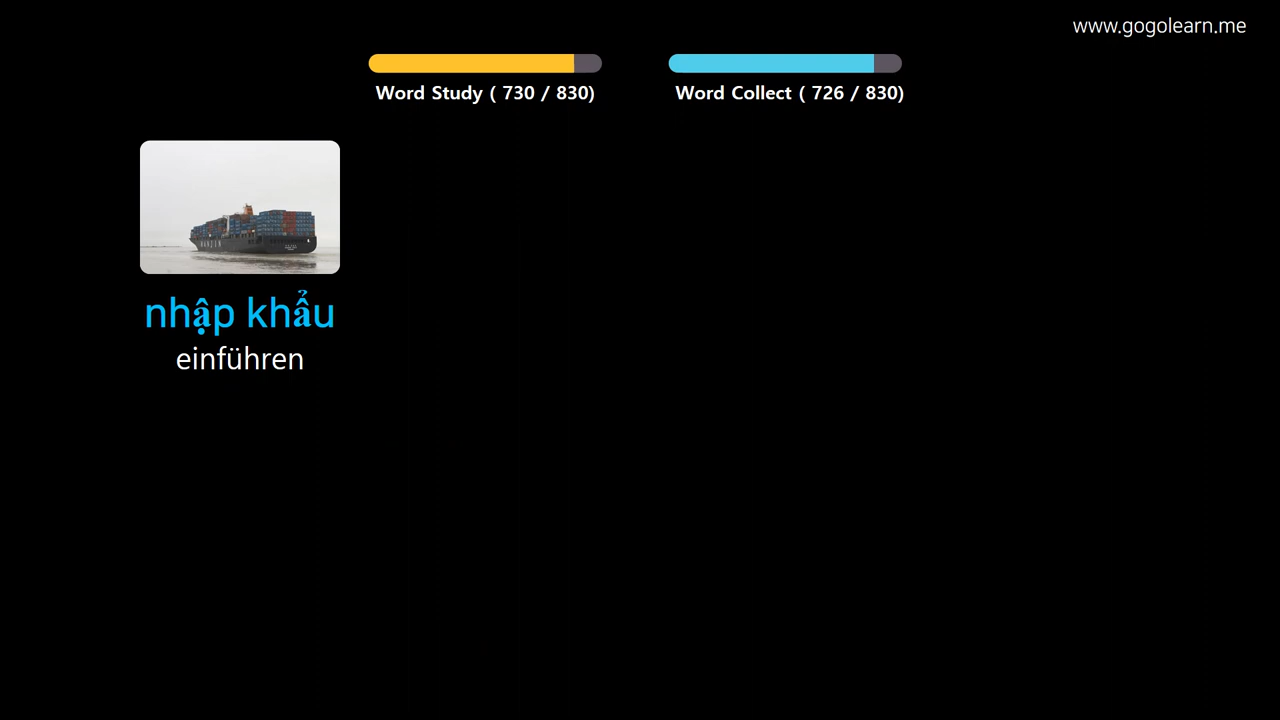 www.gogolearn.me
Word Study ( 730 / 830)
Word Collect ( 726 / 830)
nhập khẩu
einführen